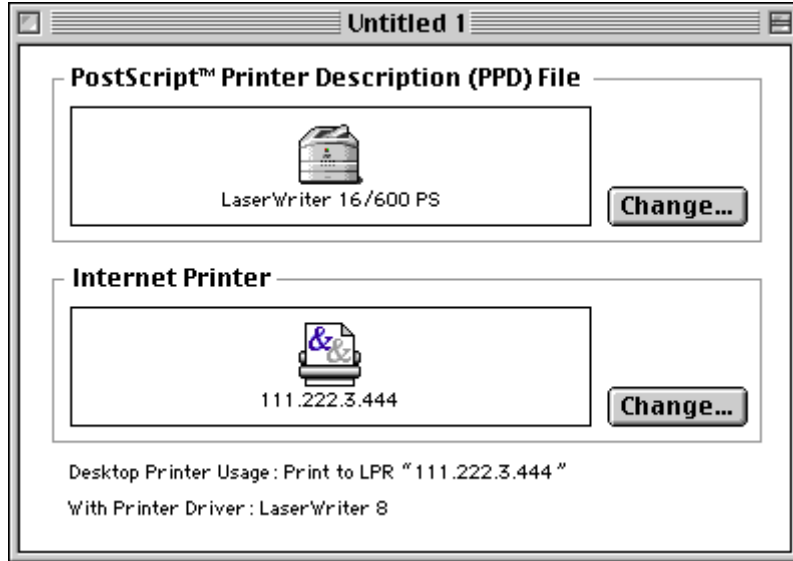 Untitled 1
PostScript™ Printer Description (PPD) File
LaserWriter 16/600 PS
Change...
Internet Printer
&&
111.222.3.444
Change...
Desktop Printer Usage : Print to LPR "111.222.3.444"
With Printer Driver : LaserWriter 8